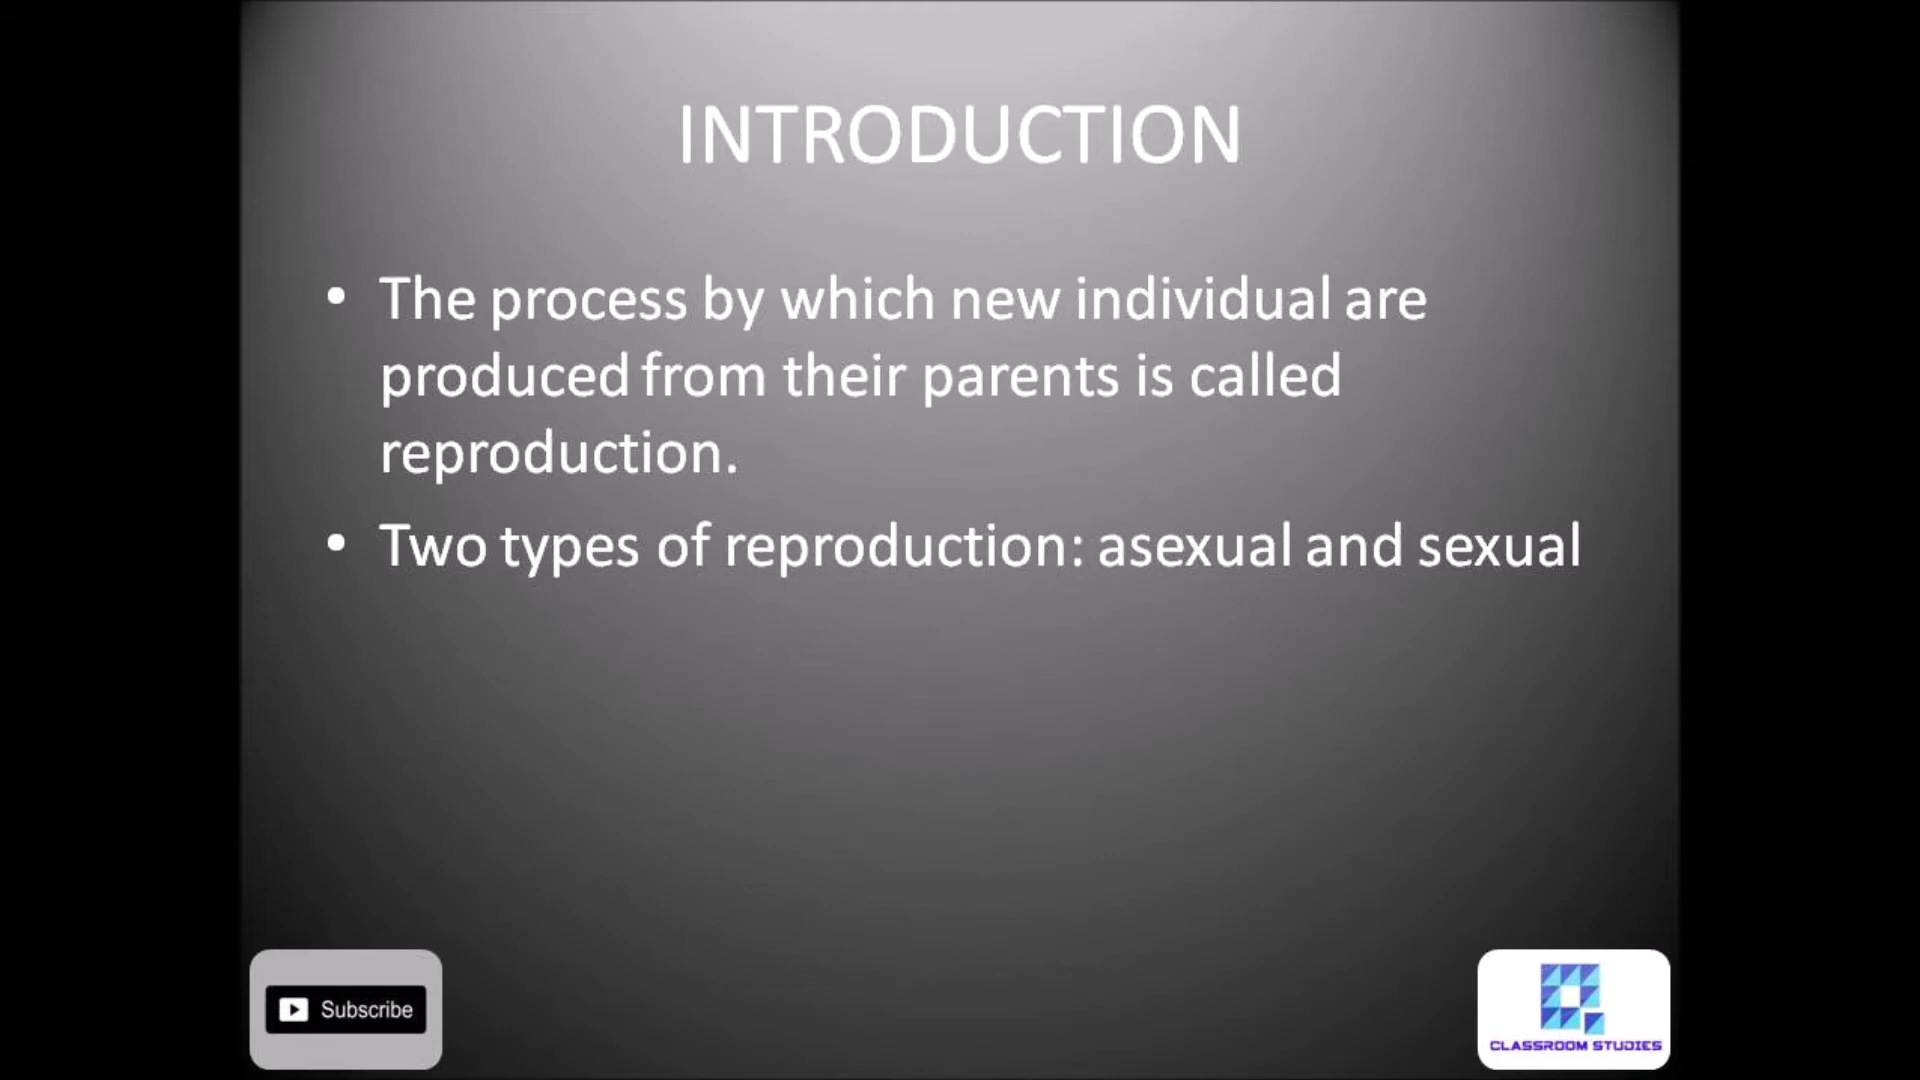 INTRODUCTION
• The process by which new individual are
produced from their parents is called
reproduction.
• Two types of reproduction: asexual and sexual
Subscribe
CLASSROOM STUDIES